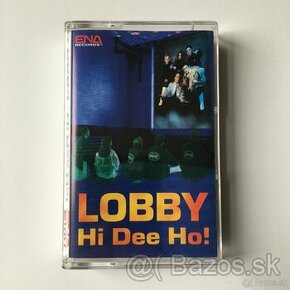 ENA
RECORDS
LOBBY
Hi Dee Ho!
Bazos.sk